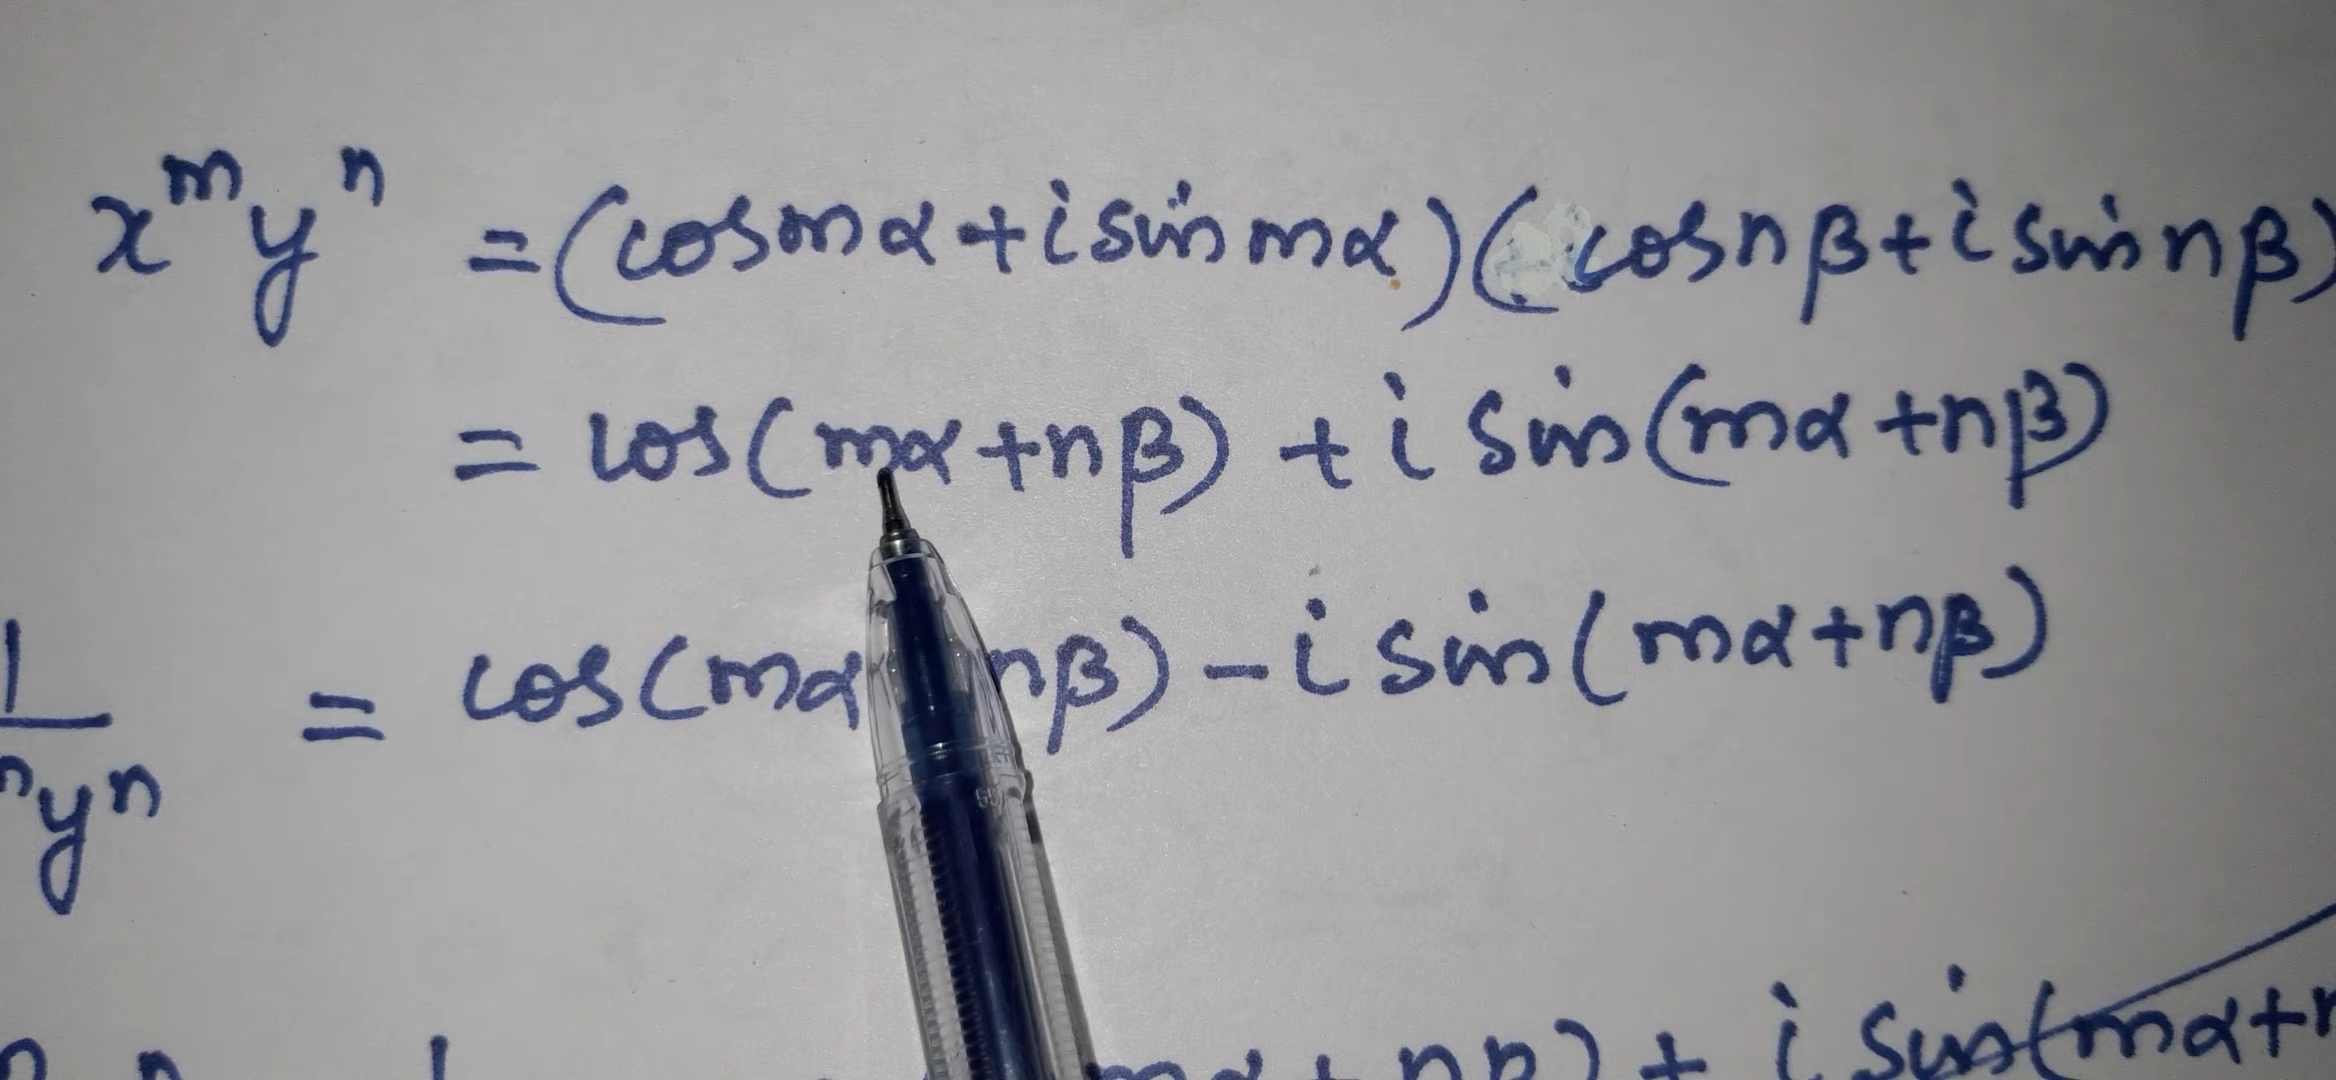 x^m y^n = (cos mα + i sin mα)(cos nβ + i sin nβ)
= cos(mα + nβ) + i sin(mα + nβ)
1/ y^n = cos(mα nβ) - i sin(mα + nβ)
+ i sin(mα +